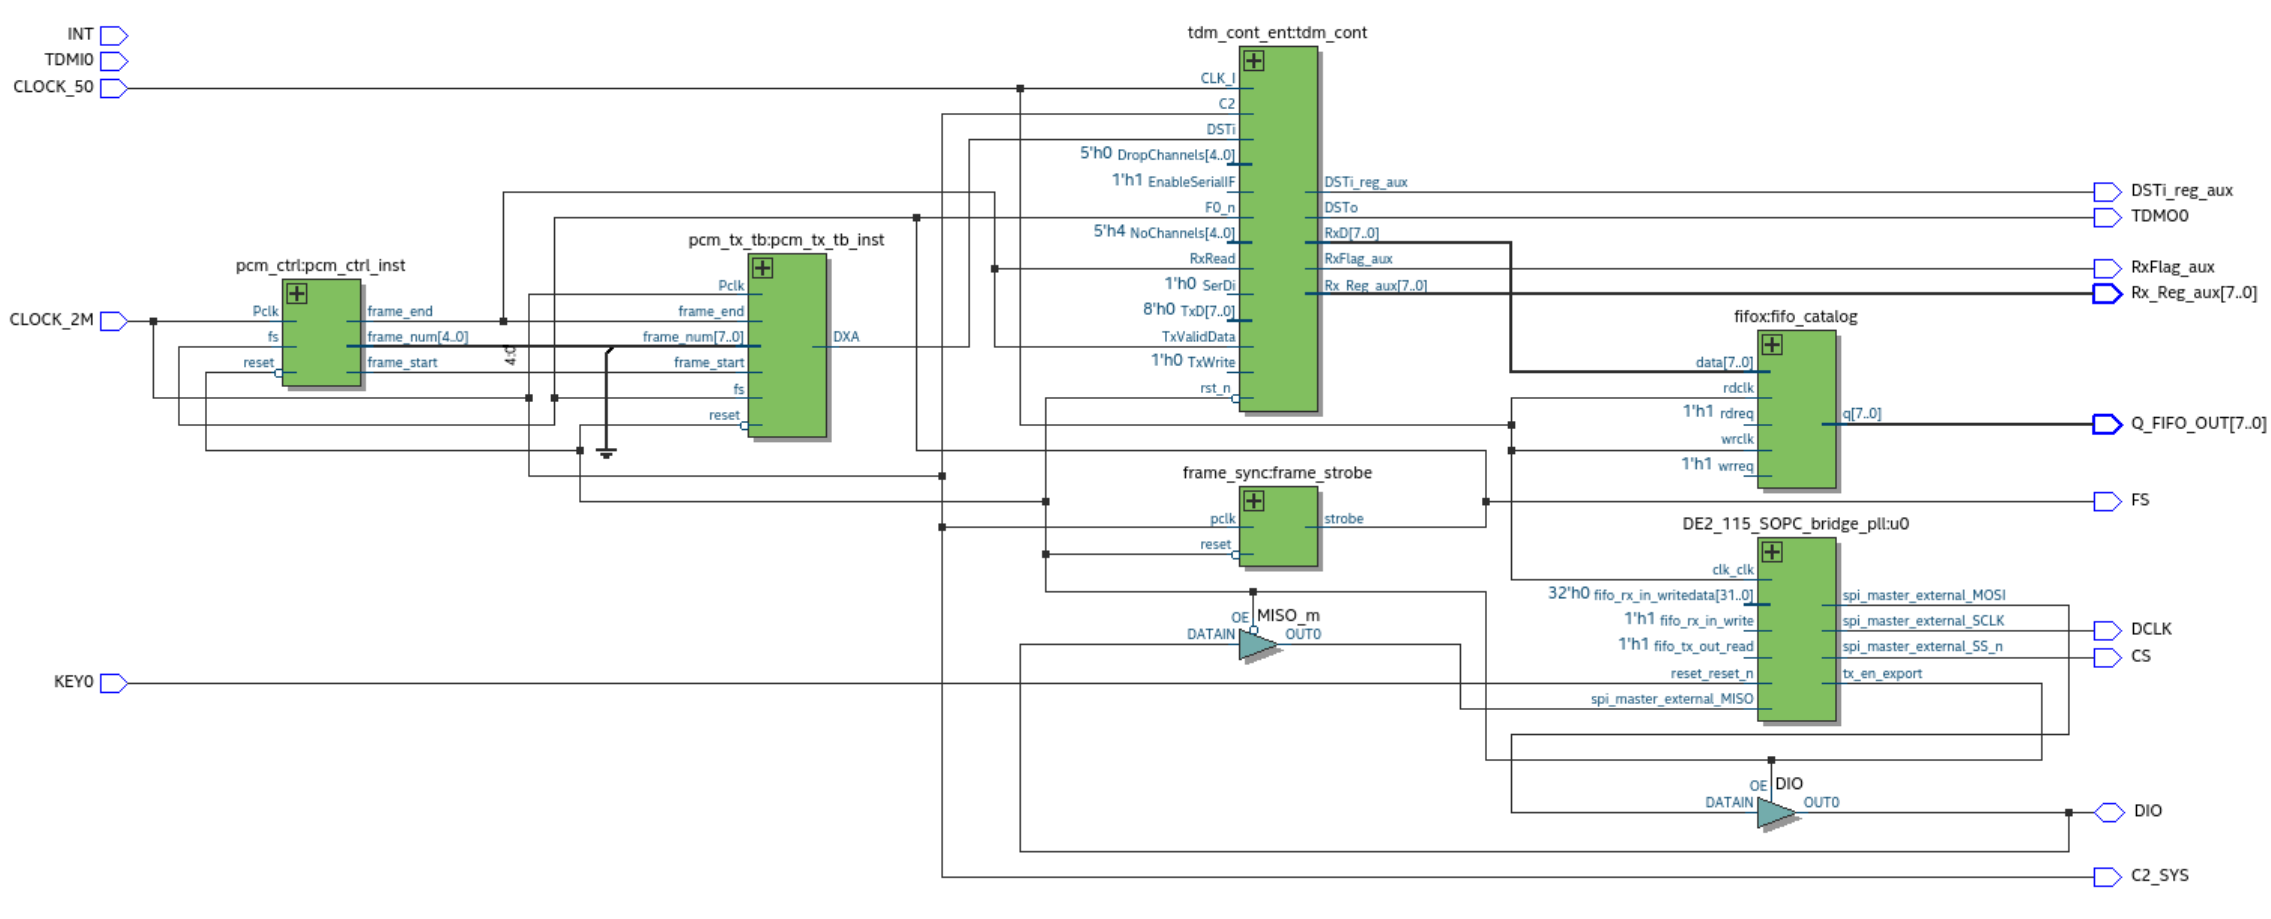 INT
TDMI0
CLOCK_50
CLOCK_2M
KEY0
pcm_ctrl:pcm_ctrl_inst
Pclk
fs
reset
frame_end
frame_num[4..0]
frame_start
4:0
pcm_tx_tb:pcm_tx_tb_inst
Pclk
frame_end
frame_num[7..0]
frame_start
fs
reset
DXA
tdm_cont_ent:tdm_cont
CLK_I
C2
DSTi
5'h0 DropChannels[4..0]
1'h1 EnableSerialIF
F0_n
5'h4 NoChannels[4..0]
RxRead
1'h0 SerDi
8'h0 TxD[7..0]
TxValidData
1'h0 TxWrite
rst_n
DSTi_reg_aux
DSTo
RxD[7..0]
RxFlag_aux
Rx_Reg_aux[7..0]
frame_sync:frame_strobe
pclk
reset
strobe
MISO_m
OE
DATAIN
OUT0
fifox:fifo_catalog
data[7..0]
rdclk
1'h1 rdreq
wrclk
1'h1 wrreq
q[7..0]
DE2_115_SOPC_bridge_pll:u0
clk_clk
32'h0 fifo_rx_in_writedata[31..0]
1'h1 fifo_rx_in_write
1'h1 fifo_tx_out_read
reset_reset_n
spi_master_external_MISO
spi_master_external_MOSI
spi_master_external_SCLK
spi_master_external_SS_n
tx_en_export
DIO
OE
DATAIN
OUT0
DSTi_reg_aux
TDMO0
RxFlag_aux
Rx_Reg_aux[7..0]
Q_FIFO_OUT[7..0]
FS
DCLK
CS
DIO
C2_SYS